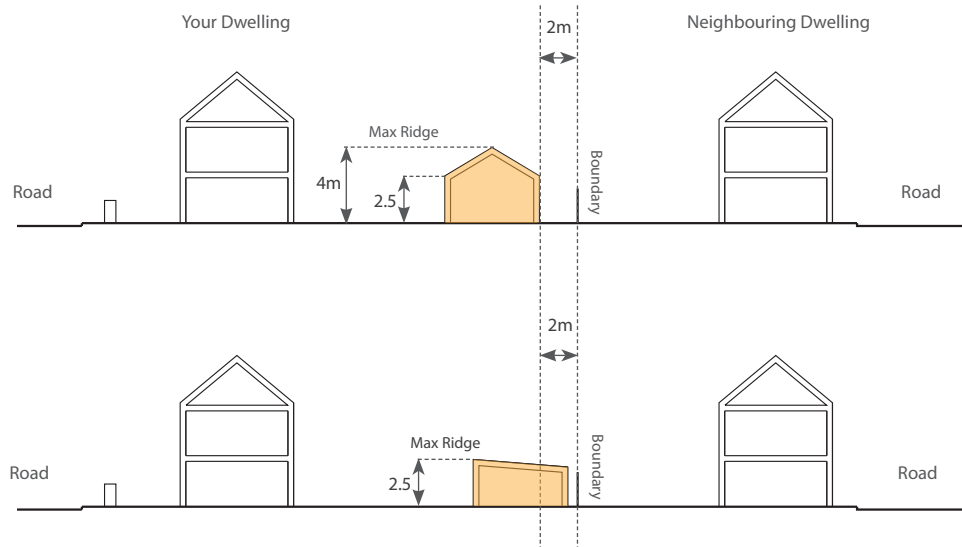 Your Dwelling
2m
Neighbouring Dwelling
Max Ridge
4m
2.5
Boundary
Road
Road
2m
Max Ridge
2.5
Boundary
Road
Road